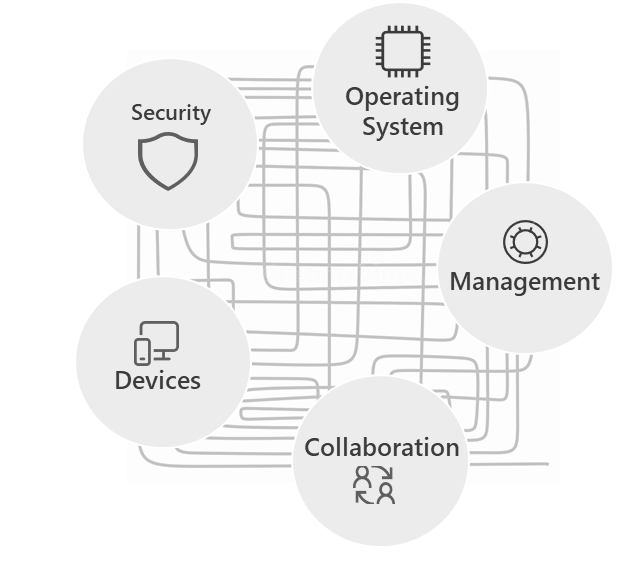 Security
Operating
System
Management
Devices
Collaboration